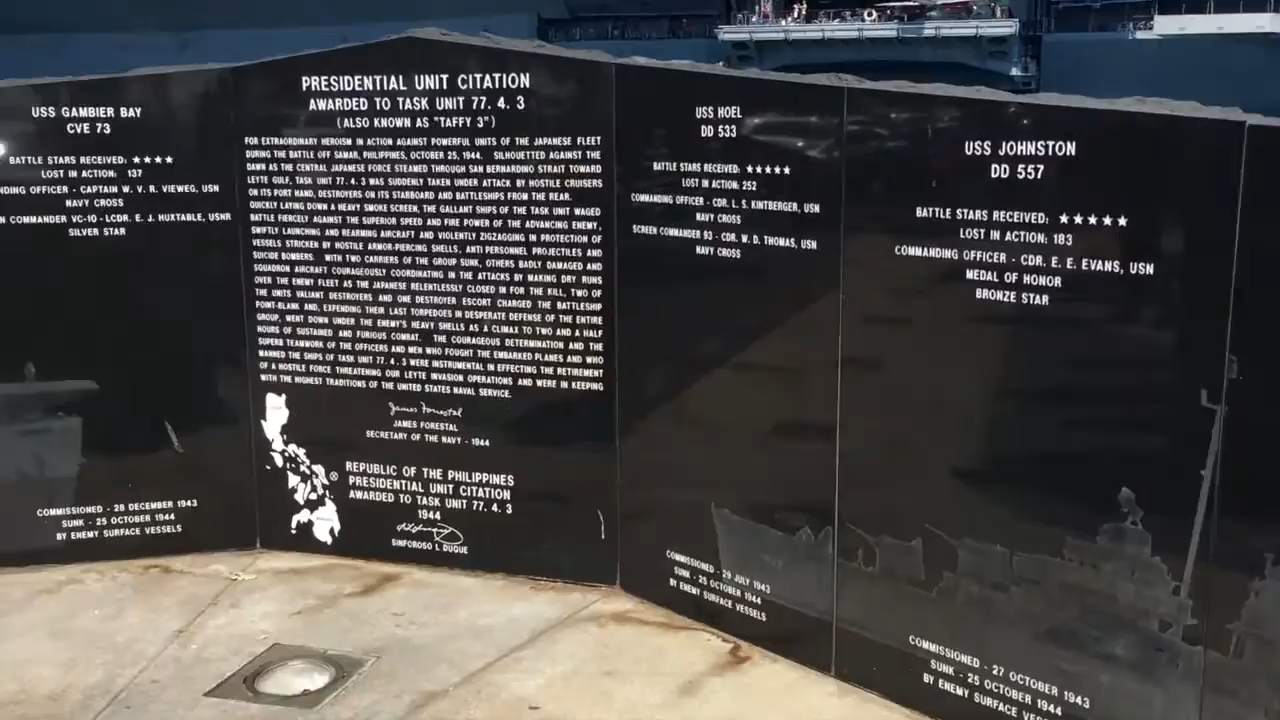 USS GAMBIER BAY
CVE 73
BATTLE STARS RECEIVED: ★★★★
LOST IN ACTION: 137
NDING OFFICER - CAPTAIN W. V. R. VIEWEG, USN
NAVY CROSS
N COMMANDER VC-10 - LCDR. E. J. HUXTABLE, USNR
SILVER STAR
COMMISSIONED - 28 DECEMBER 1943
SUNK - 25 OCTOBER 1944
BY ENEMY SURFACE VESSELS
PRESIDENTIAL UNIT CITATION
AWARDED TO TASK UNIT 77. 4. 3
(ALSO KNOWN AS "TAFFY 3")
FOR EXTRAORDINARY HEROISM IN ACTION AGAINST POWERFUL UNITS OF THE JAPANESE FLEET
DURING THE BATTLE OFF SAMAR, PHILIPPINES, OCTOBER 25, 1944. SILHOUETTED AGAINST THE
DAWN AS THE CENTRAL JAPANESE FORCE STEAMED THROUGH SAN BERNARDINO STRAIT TOWARD
LEYTE GULF, TASK UNIT 77. 4. 3 WAS SUDDENLY TAKEN UNDER ATTACK BY HOSTILE CRUISERS
ON ITS PORT HAND, DESTROYERS ON ITS STARBOARD AND BATTLESHIPS FROM THE REAR.
QUICKLY LAYING DOWN A HEAVY SMOKE SCREEN, THE GALLANT SHIPS OF THE TASK UNIT WAGED
BATTLE FIERCELY AGAINST THE SUPERIOR SPEED AND FIRE POWER OF THE ADVANCING ENEMY,
SWIFTLY LAUNCHING AND REARMING AIRCRAFT AND VIOLENTLY ZIGZAGGING IN PROTECTION OF
VESSELS STRICKEN BY HOSTILE ARMOR-PIERCING SHELLS, ANTI PERSONNEL PROJECTILES AND
SUICIDE BOMBERS. WITH TWO CARRIERS OF THE GROUP SUNK, OTHERS BADLY DAMAGED AND
SQUADRON AIRCRAFT COURAGEOUSLY COORDINATING IN THE ATTACKS BY MAKING DRY RUNS
OVER THE ENEMY FLEET AS THE JAPANESE RELENTLESSLY CLOSED IN FOR THE KILL, TWO OF
THE UNITS VALIANT DESTROYERS AND ONE DESTROYER ESCORT CHARGED THE BATTLESHIP
POINT-BLANK AND, EXPENDING THEIR LAST TORPEDOES IN DESPERATE DEFENSE OF THE ENTIRE
GROUP, WENT DOWN UNDER THE ENEMY'S HEAVY SHELLS AS A CLIMAX TO TWO AND A HALF
HOURS OF SUSTAINED AND FURIOUS COMBAT. THE COURAGEOUS DETERMINATION AND THE
SUPERB TEAMWORK OF THE OFFICERS AND MEN WHO FOUGHT THE EMBARKED PLANES AND WHO
MANNED THE SHIPS OF TASK UNIT 77. 4. 3 WERE INSTRUMENTAL IN EFFECTING THE RETIREMENT
OF A HOSTILE FORCE THREATENING OUR LEYTE INVASION OPERATIONS AND WERE IN KEEPING
WITH THE HIGHEST TRADITIONS OF THE UNITED STATES NAVAL SERVICE.
James Forestal
JAMES FORESTAL
SECRETARY OF THE NAVY - 1944
REPUBLIC OF THE PHILIPPINES
PRESIDENTIAL UNIT CITATION
AWARDED TO TASK UNIT 77. 4. 3
1944
SINFOROSO L DUQUE
USS HOEL
DD 533
BATTLE STARS RECEIVED: ★★★★★
LOST IN ACTION: 252
COMMANDING OFFICER - CDR. L. S. KINTBERGER, USN
NAVY CROSS
SCREEN COMMANDER 93 - CDR. W. D. THOMAS, USN
NAVY CROSS
COMMISSIONED - 29 JULY 1943
SUNK - 25 OCTOBER 1944
BY ENEMY SURFACE VESSELS
USS JOHNSTON
DD 557
BATTLE STARS RECEIVED: ★★★★★
LOST IN ACTION: 183
COMMANDING OFFICER - CDR. E. E. EVANS, USN
MEDAL OF HONOR
BRONZE STAR
COMMISSIONED - 27 OCTOBER 1943
SUNK - 25 OCTOBER 1944
BY ENEMY SURFACE VES